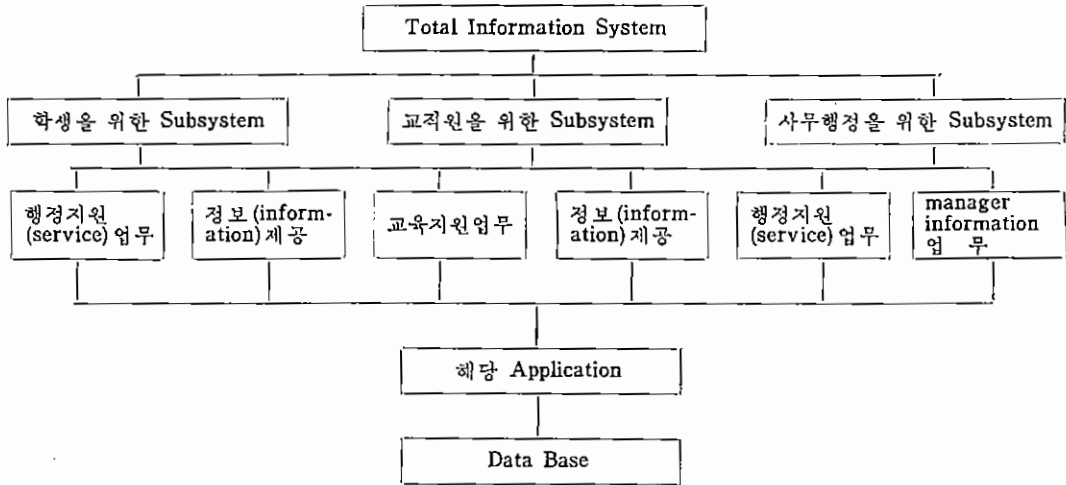 Total Information System
학생을 위한 Subsystem
교직원을 위한 Subsystem
사무행정을 위한 Subsystem
행정지원
(service) 업무
정보 (inform-
ation) 제공
교육지원업무
정보 (inform-
ation) 제공
행정지원
(service) 업무
manager
information
업 무
해당 Application
Data Base